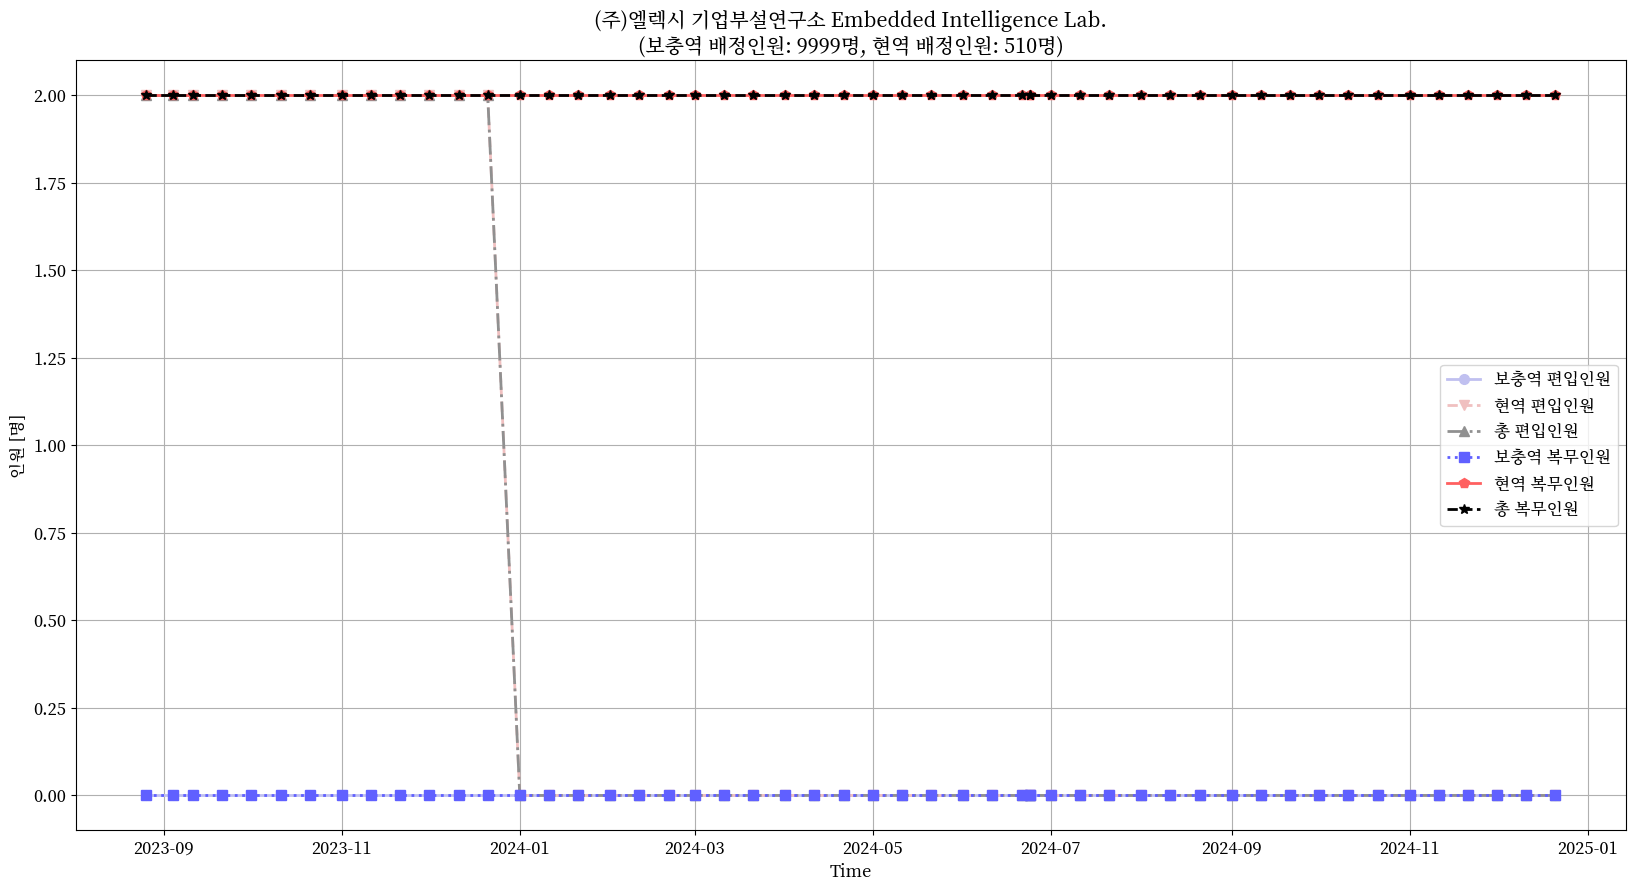 (주)엘렉시 기업부설연구소 Embedded Intelligence Lab.
(보충역 배정인원: 9999명, 현역 배정인원: 510명)
인원 [명]
2.00
1.75
1.50
1.25
1.00
0.75
0.50
0.25
0.00
보충역 편입인원
현역 편입인원
총 편입인원
보충역 복무인원
현역 복무인원
총 복무인원
2023-09 2023-11 2024-01 2024-03 2024-05 2024-07 2024-09 2024-11 2025-01
Time